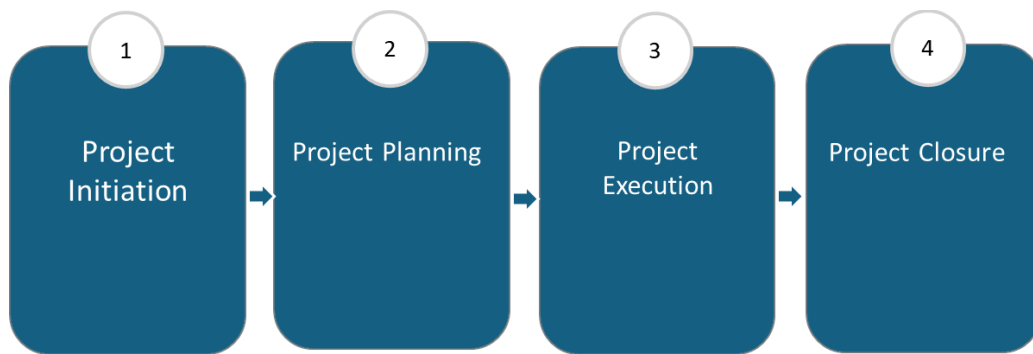 1
Project
Initiation
2
Project Planning
3
Project
Execution
4
Project Closure